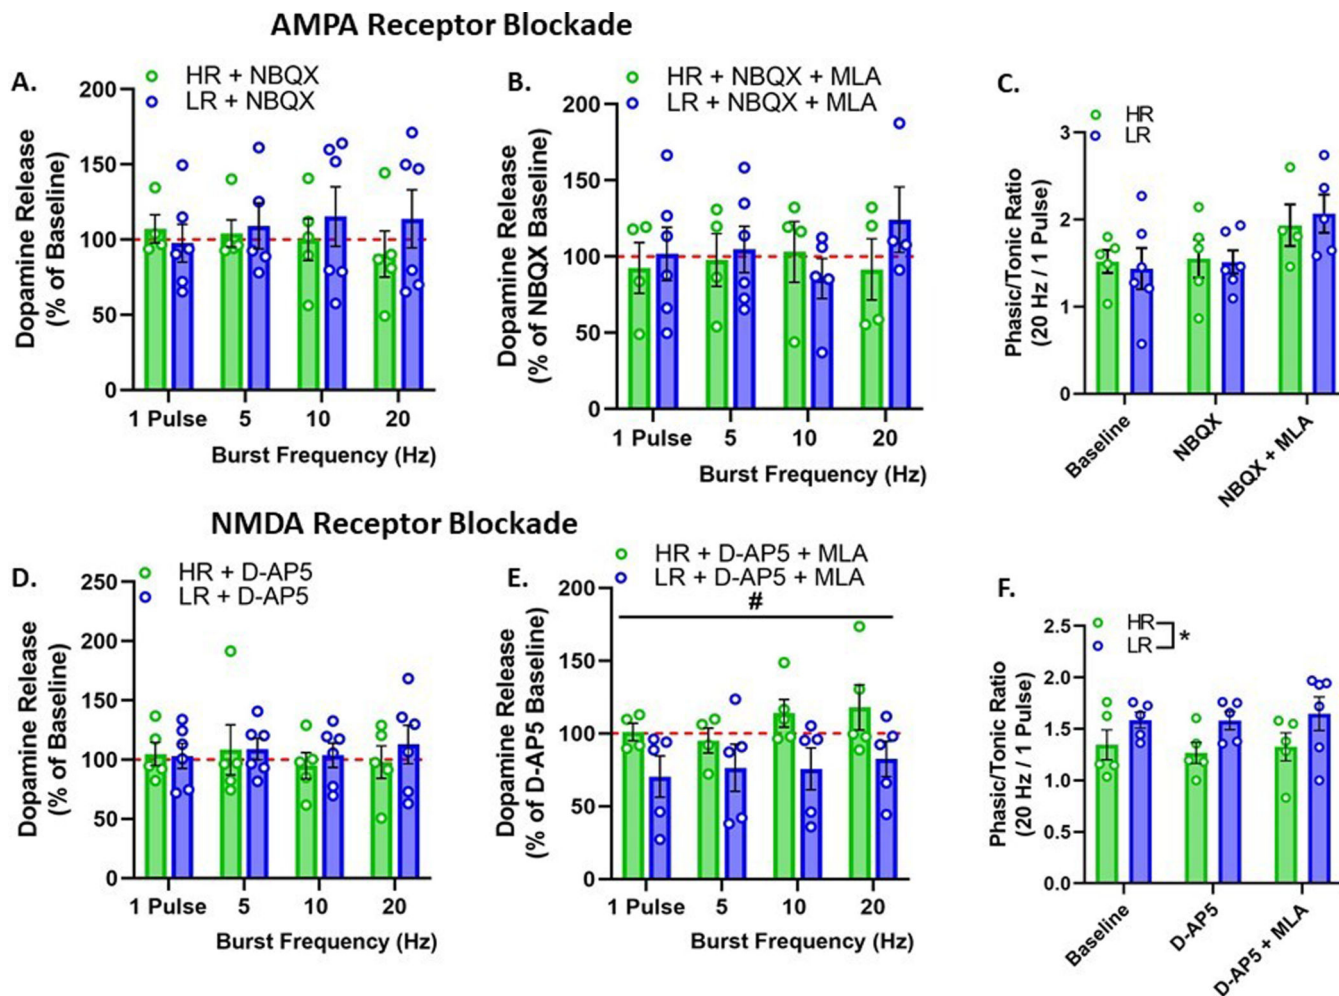 AMPA Receptor Blockade
A.
HR + NBQX
LR + NBQX
Dopamine Release
(% of Baseline)
200
150
100
50
0
1 Pulse 5 10 20
Burst Frequency (Hz)
B.
HR + NBQX + MLA
LR + NBQX + MLA
Dopamine Release
(% of NBQX Baseline)
200
150
100
50
0
1 Pulse 5 10 20
Burst Frequency (Hz)
C.
HR
LR
Phasic/Tonic Ratio
(20 Hz / 1 Pulse)
3
2
1
0
Baseline
NBQX
NBQX + MLA
NMDA Receptor Blockade
D.
HR + D-AP5
LR + D-AP5
Dopamine Release
(% of Baseline)
250
200
150
100
50
0
1 Pulse 5 10 20
Burst Frequency (Hz)
E.
HR + D-AP5 + MLA
LR + D-AP5 + MLA
#
Dopamine Release
(% of D-AP5 Baseline)
200
150
100
50
0
1 Pulse 5 10 20
Burst Frequency (Hz)
F.
HR
LR
*
Phasic/Tonic Ratio
(20 Hz / 1 Pulse)
2.5
2.0
1.5
1.0
0.5
0.0
Baseline
D-AP5
D-AP5 + MLA